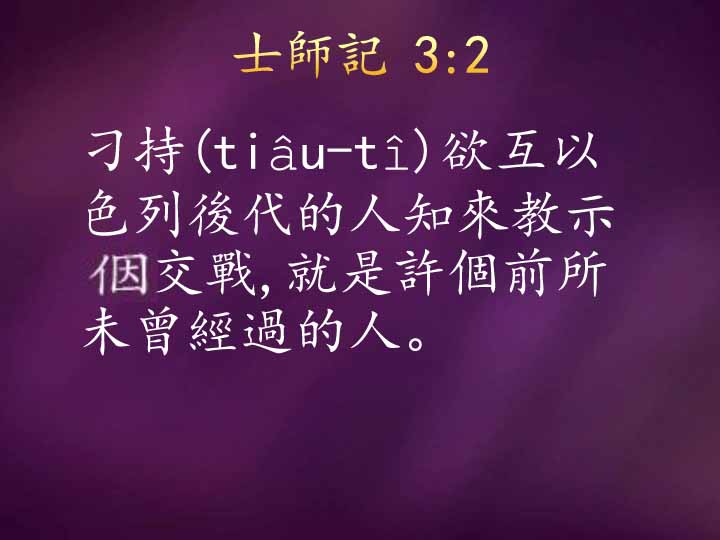 士師記 3:2
刁持(tiâu-tî)欲互以
色列後代的人知來教示
𪜶交戰,就是許個前所
未曾經過的人。